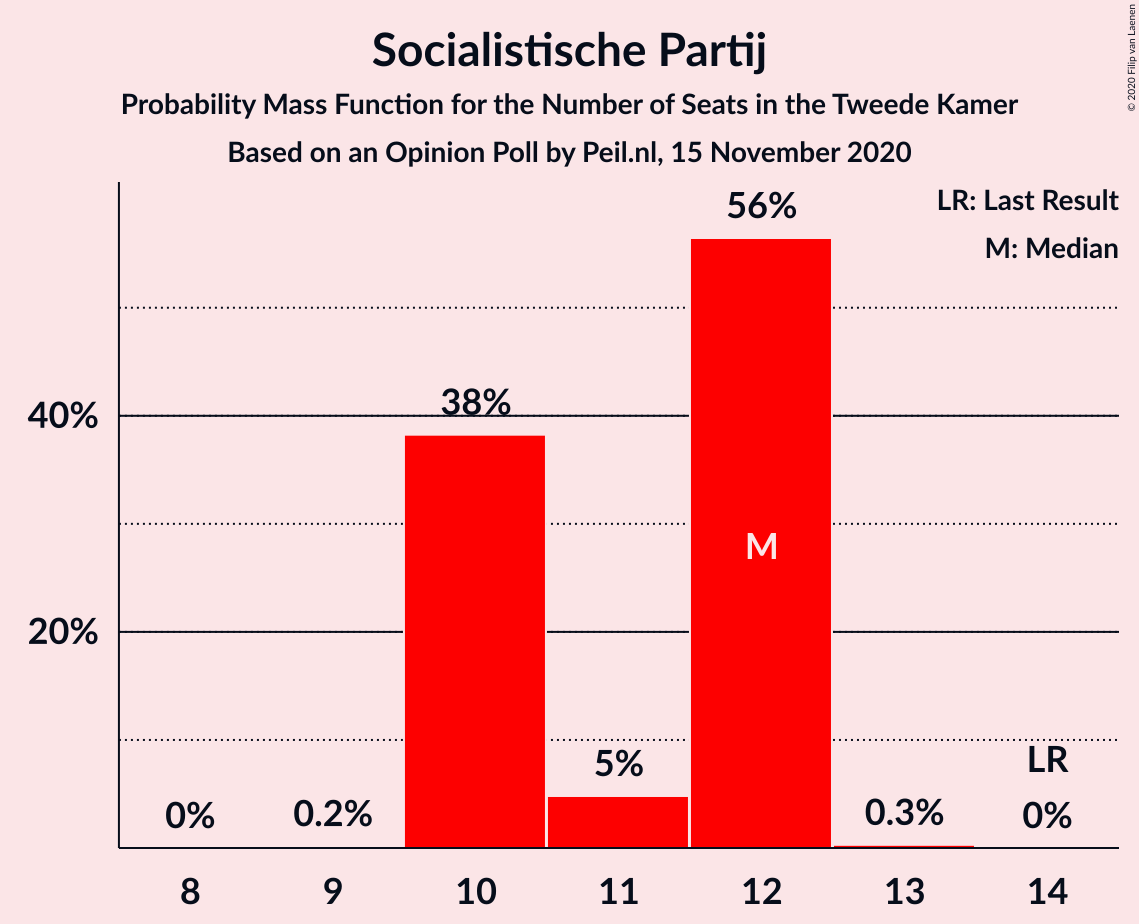 Socialistische Partij
Probability Mass Function for the Number of Seats in the Tweede Kamer
Based on an Opinion Poll by Peil.nl, 15 November 2020
© 2020 Filip van Laenen
LR: Last Result
M: Median
56%
40%
38%
M
20%
5%
LR
0%
0.2%
0.3%
0%
8
9
10
11
12
13
14